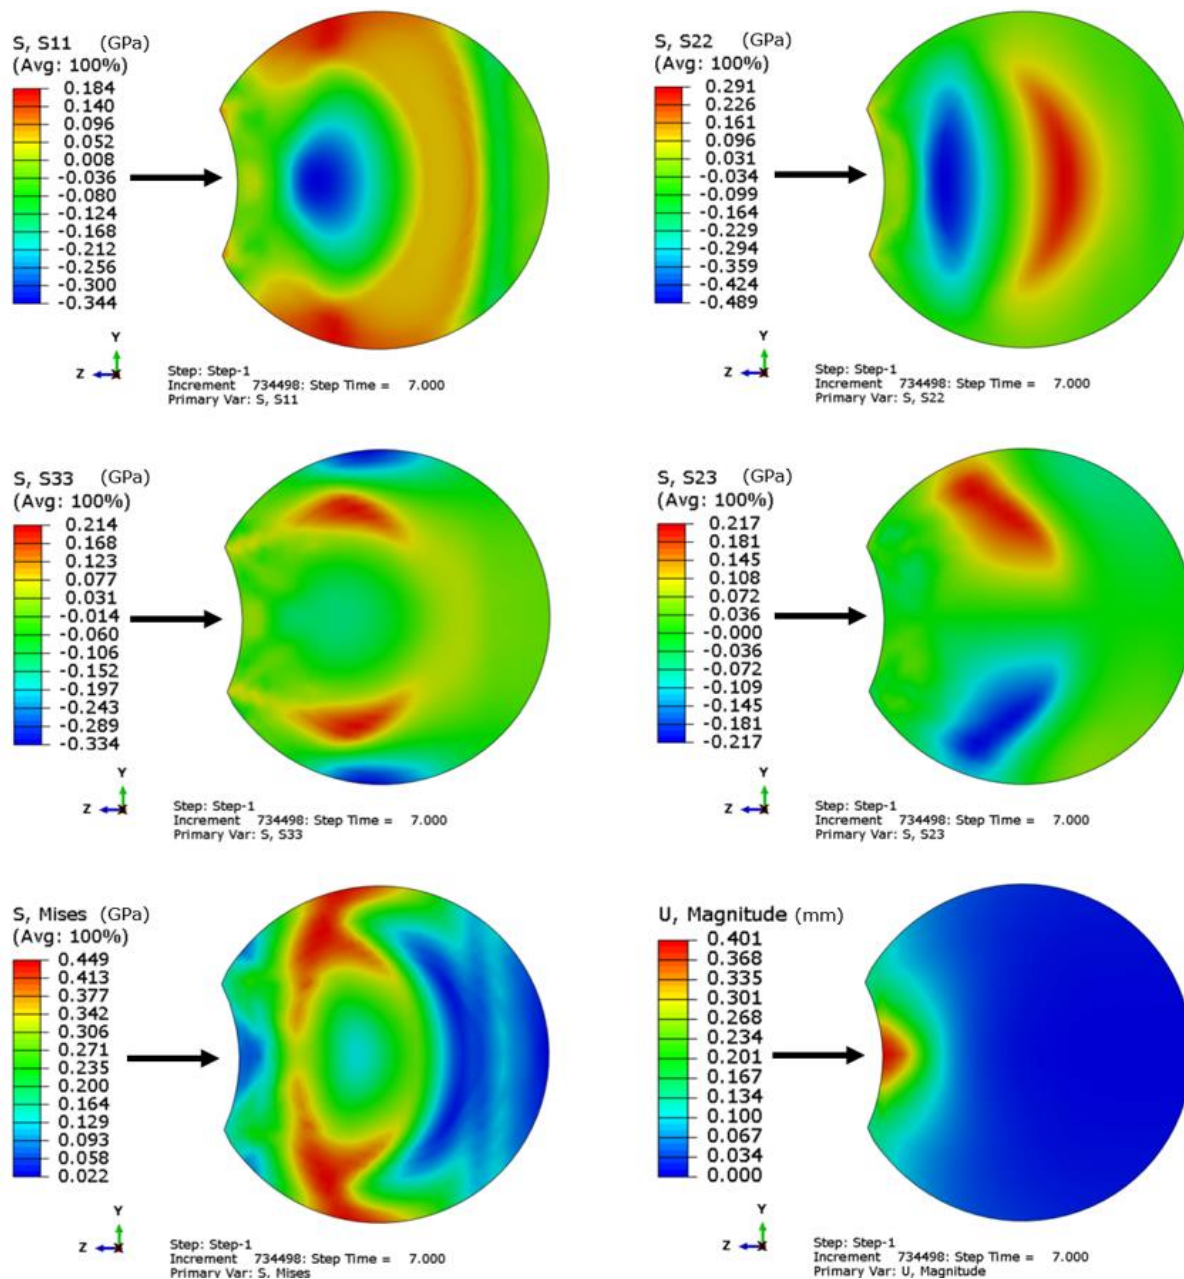 S, S11 (GPa)
(Avg: 100%)
0.184
0.140
0.096
0.052
0.008
-0.036
-0.080
-0.124
-0.168
-0.212
-0.256
-0.300
-0.344
Y
Z
Step: Step-1
Increment 734498: Step Time = 7.000
Primary Var: S, S11
S, S22 (GPa)
(Avg: 100%)
0.291
0.226
0.161
0.096
0.031
-0.034
-0.099
-0.164
-0.229
-0.294
-0.359
-0.424
-0.489
Y
Z
Step: Step-1
Increment 734498: Step Time = 7.000
Primary Var: S, S22
S, S33 (GPa)
(Avg: 100%)
0.214
0.168
0.123
0.077
0.031
-0.014
-0.060
-0.106
-0.152
-0.197
-0.243
-0.289
-0.334
Y
Z
Step: Step-1
Increment 734498: Step Time = 7.000
Primary Var: S, S33
S, S23 (GPa)
(Avg: 100%)
0.217
0.181
0.145
0.108
0.072
0.036
-0.000
-0.036
-0.072
-0.109
-0.145
-0.181
-0.217
Y
Z
Step: Step-1
Increment 734498: Step Time = 7.000
Primary Var: S, S23
S, Mises (GPa)
(Avg: 100%)
0.449
0.413
0.377
0.342
0.306
0.271
0.235
0.200
0.164
0.129
0.093
0.058
0.022
Y
Z
Step: Step-1
Increment 734498: Step Time = 7.000
Primary Var: S, Mises
U, Magnitude (mm)
0.401
0.368
0.335
0.301
0.268
0.234
0.201
0.167
0.134
0.100
0.067
0.034
0.000
Y
Z
Step: Step-1
Increment 734498: Step Time = 7.000
Primary Var: U, Magnitude